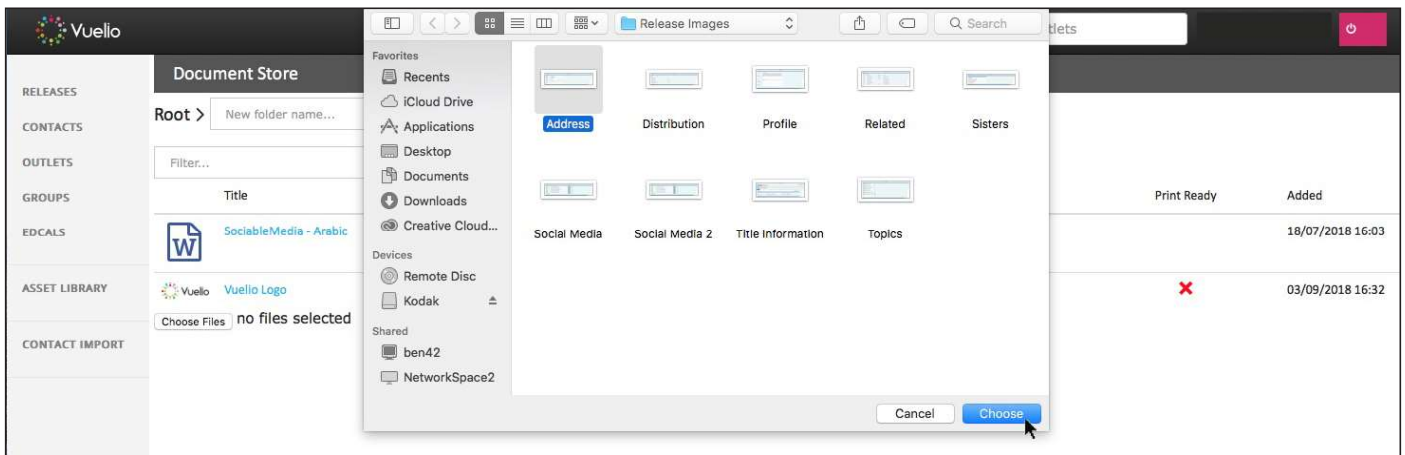 Vuelio
Release Images
Search
tlets
RELEASES
CONTACTS
OUTLETS
GROUPS
EDCALS
ASSET LIBRARY
CONTACT IMPORT
Document Store
Root >
New folder name...
Filter...
Title
Print Ready
Added
SociableMedia - Arabic
18/07/2018 16:03
Vuelio
Vuelio Logo
03/09/2018 16:32
Choose Files no files selected
Favorites
Recents
iCloud Drive
Applications
Desktop
Documents
Downloads
Creative Cloud...
Devices
Remote Disc
Kodak
Shared
ben42
NetworkSpace2
Address
Distribution
Profile
Related
Sisters
Social Media
Social Media 2
Title Information
Topics
Cancel
Choose